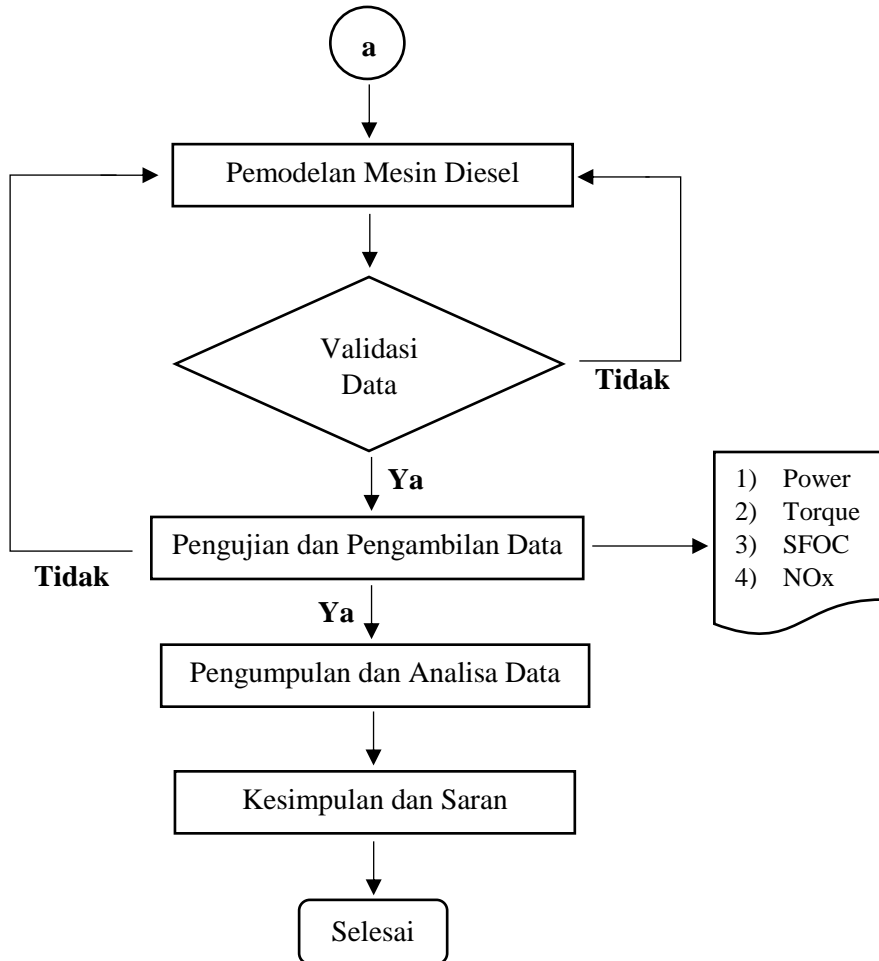 a
Pemodelan Mesin Diesel
Validasi
Data
Tidak
Ya
1) Power
2) Torque
3) SFOC
4) NOx
Pengujian dan Pengambilan Data
Tidak
Ya
Pengumpulan dan Analisa Data
Kesimpulan dan Saran
Selesai